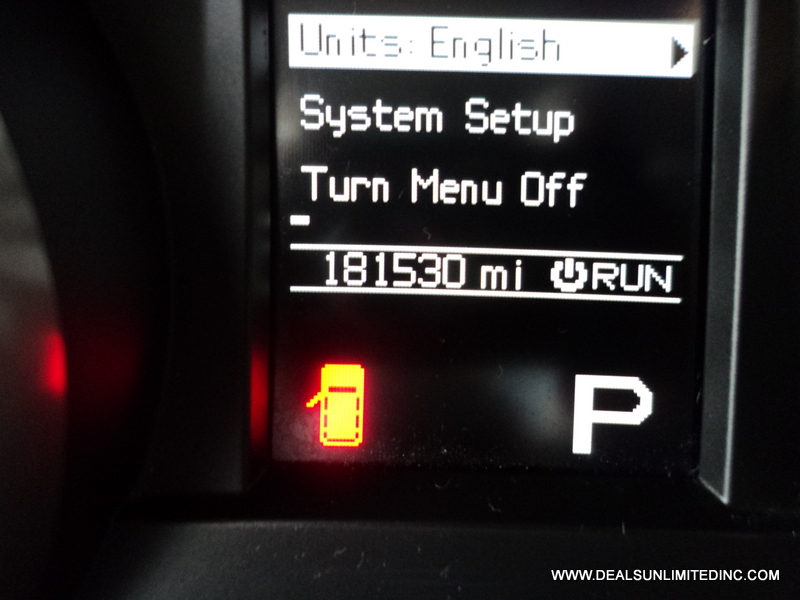 Units: English
System Setup
Turn Menu Off
181530 mi RUN
P
WWW.DEALSUNLIMITEDINC.COM